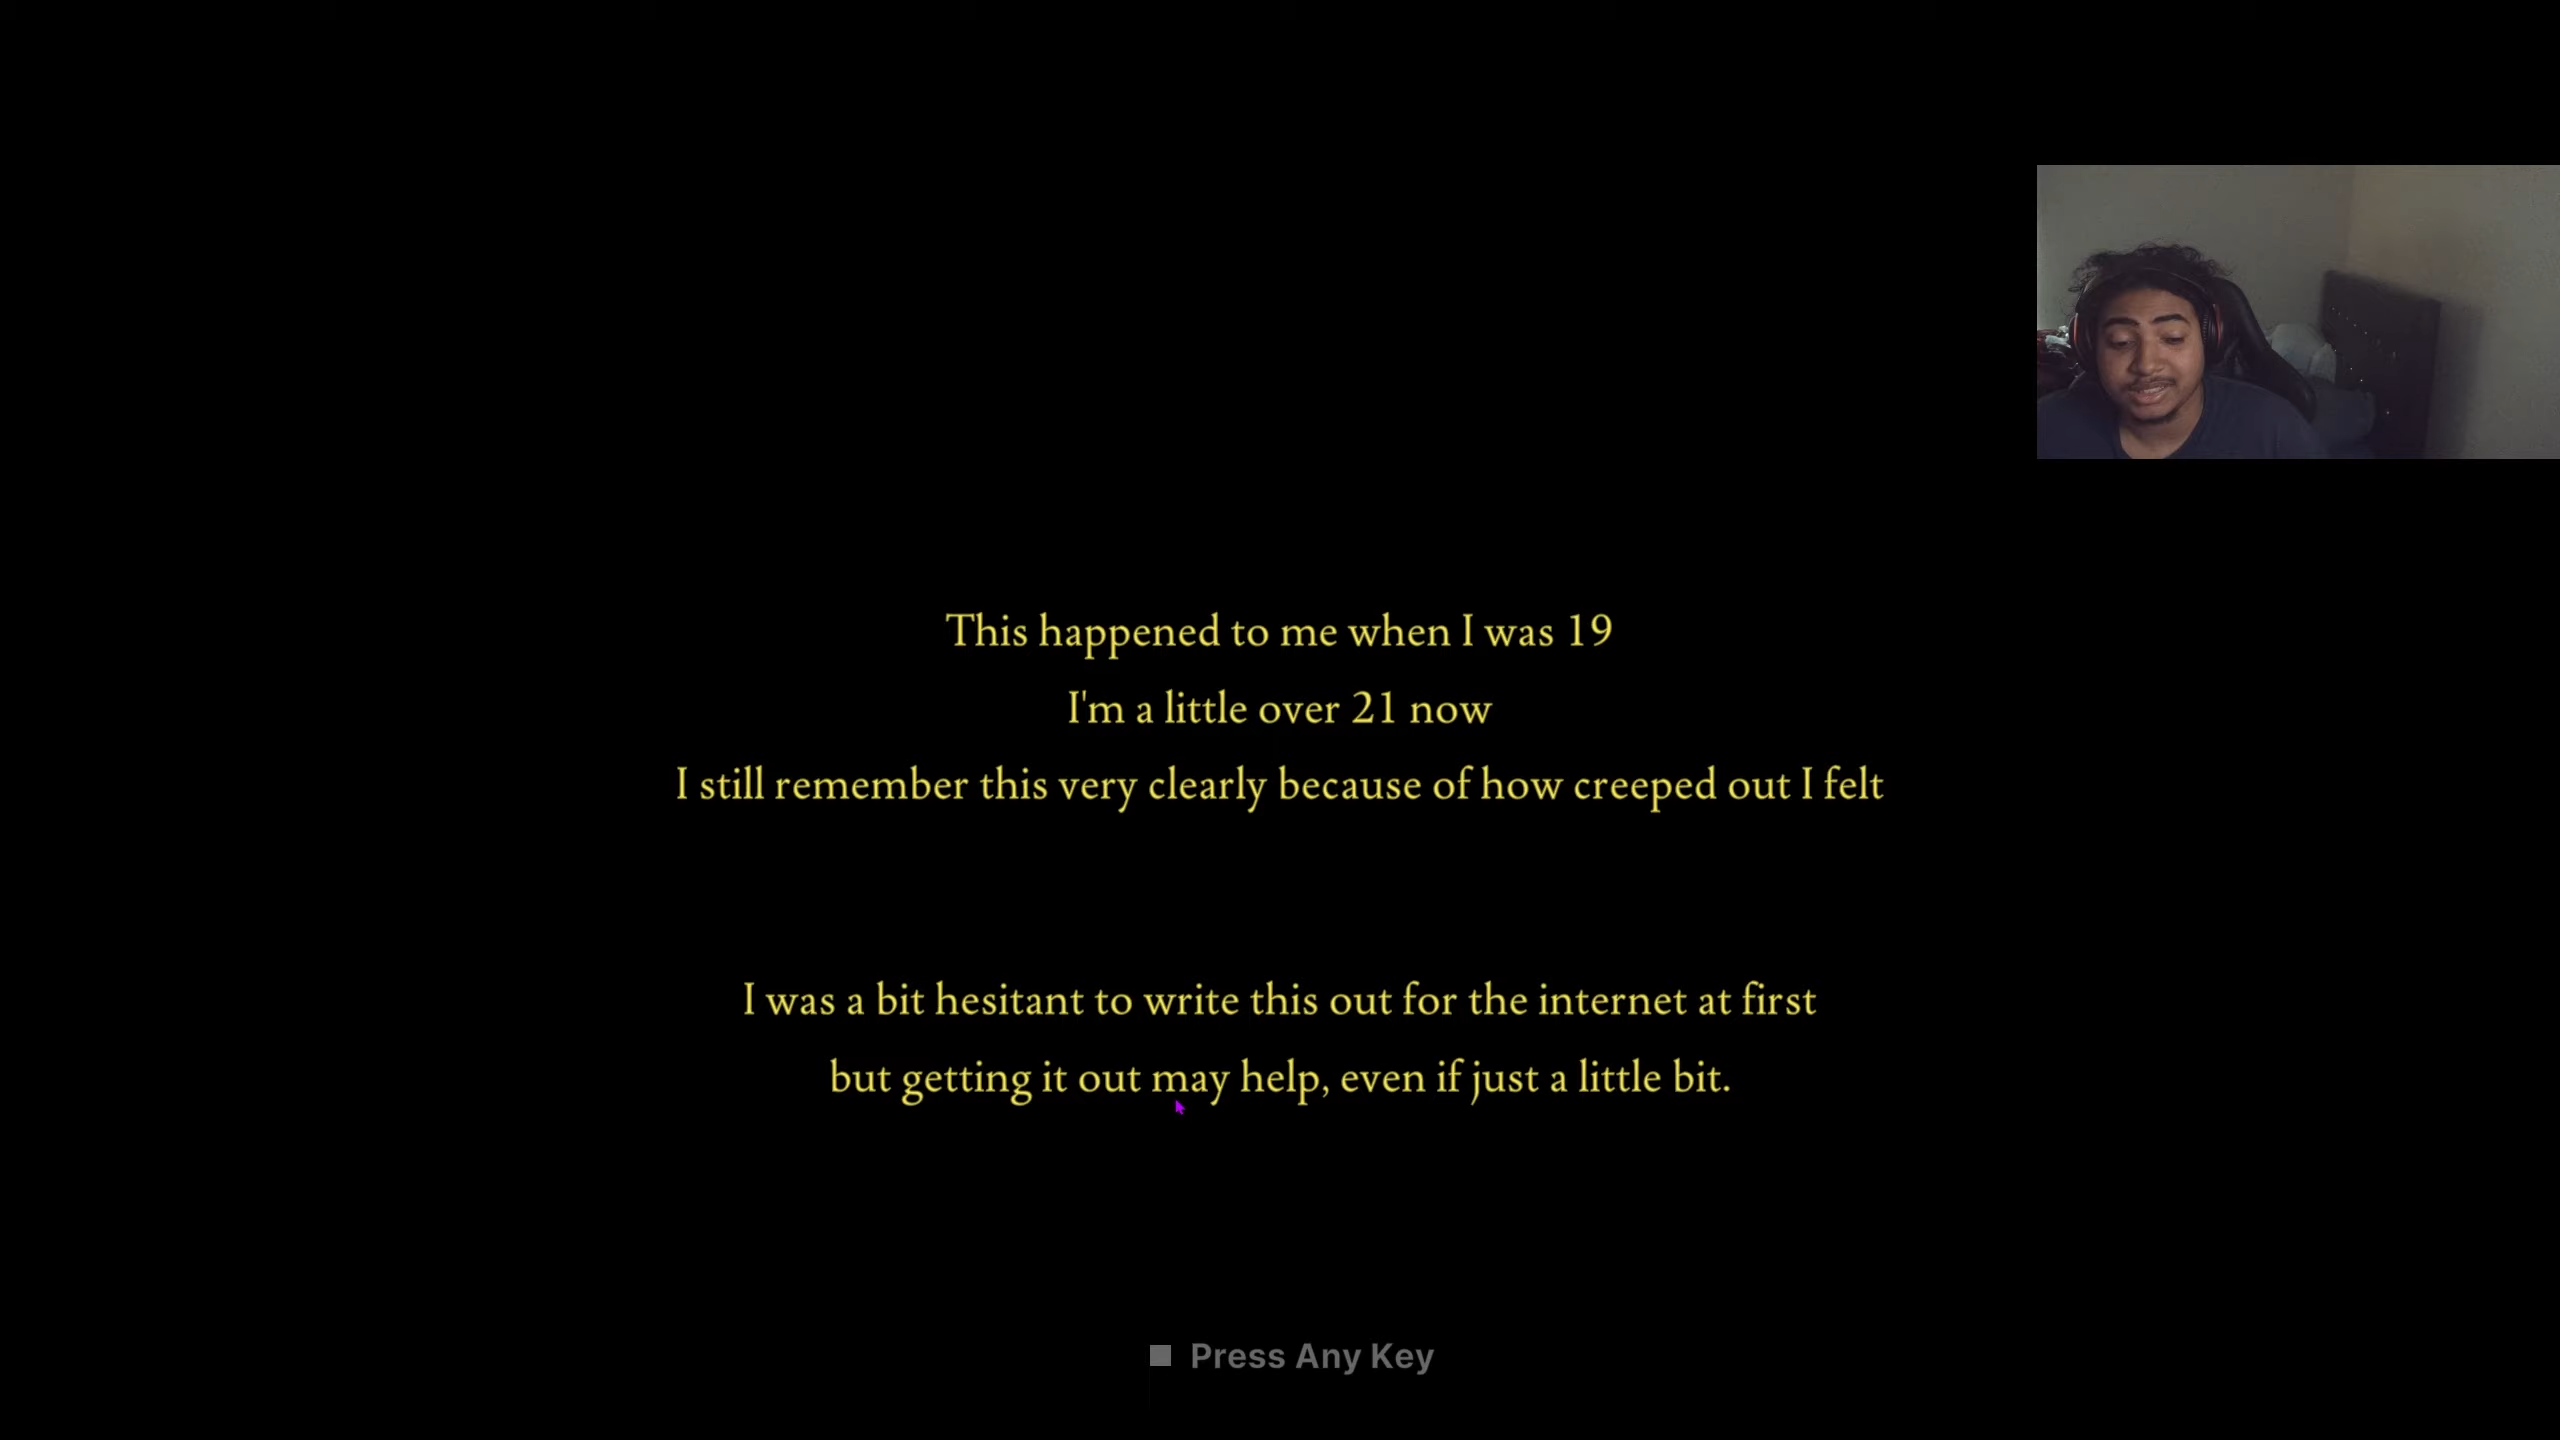 This happened to me when I was 19
I'm a little over 21 now
I still remember this very clearly because of how creeped out I felt
I was a bit hesitant to write this out for the internet at first
but getting it out may help, even if just a little bit.
Press Any Key